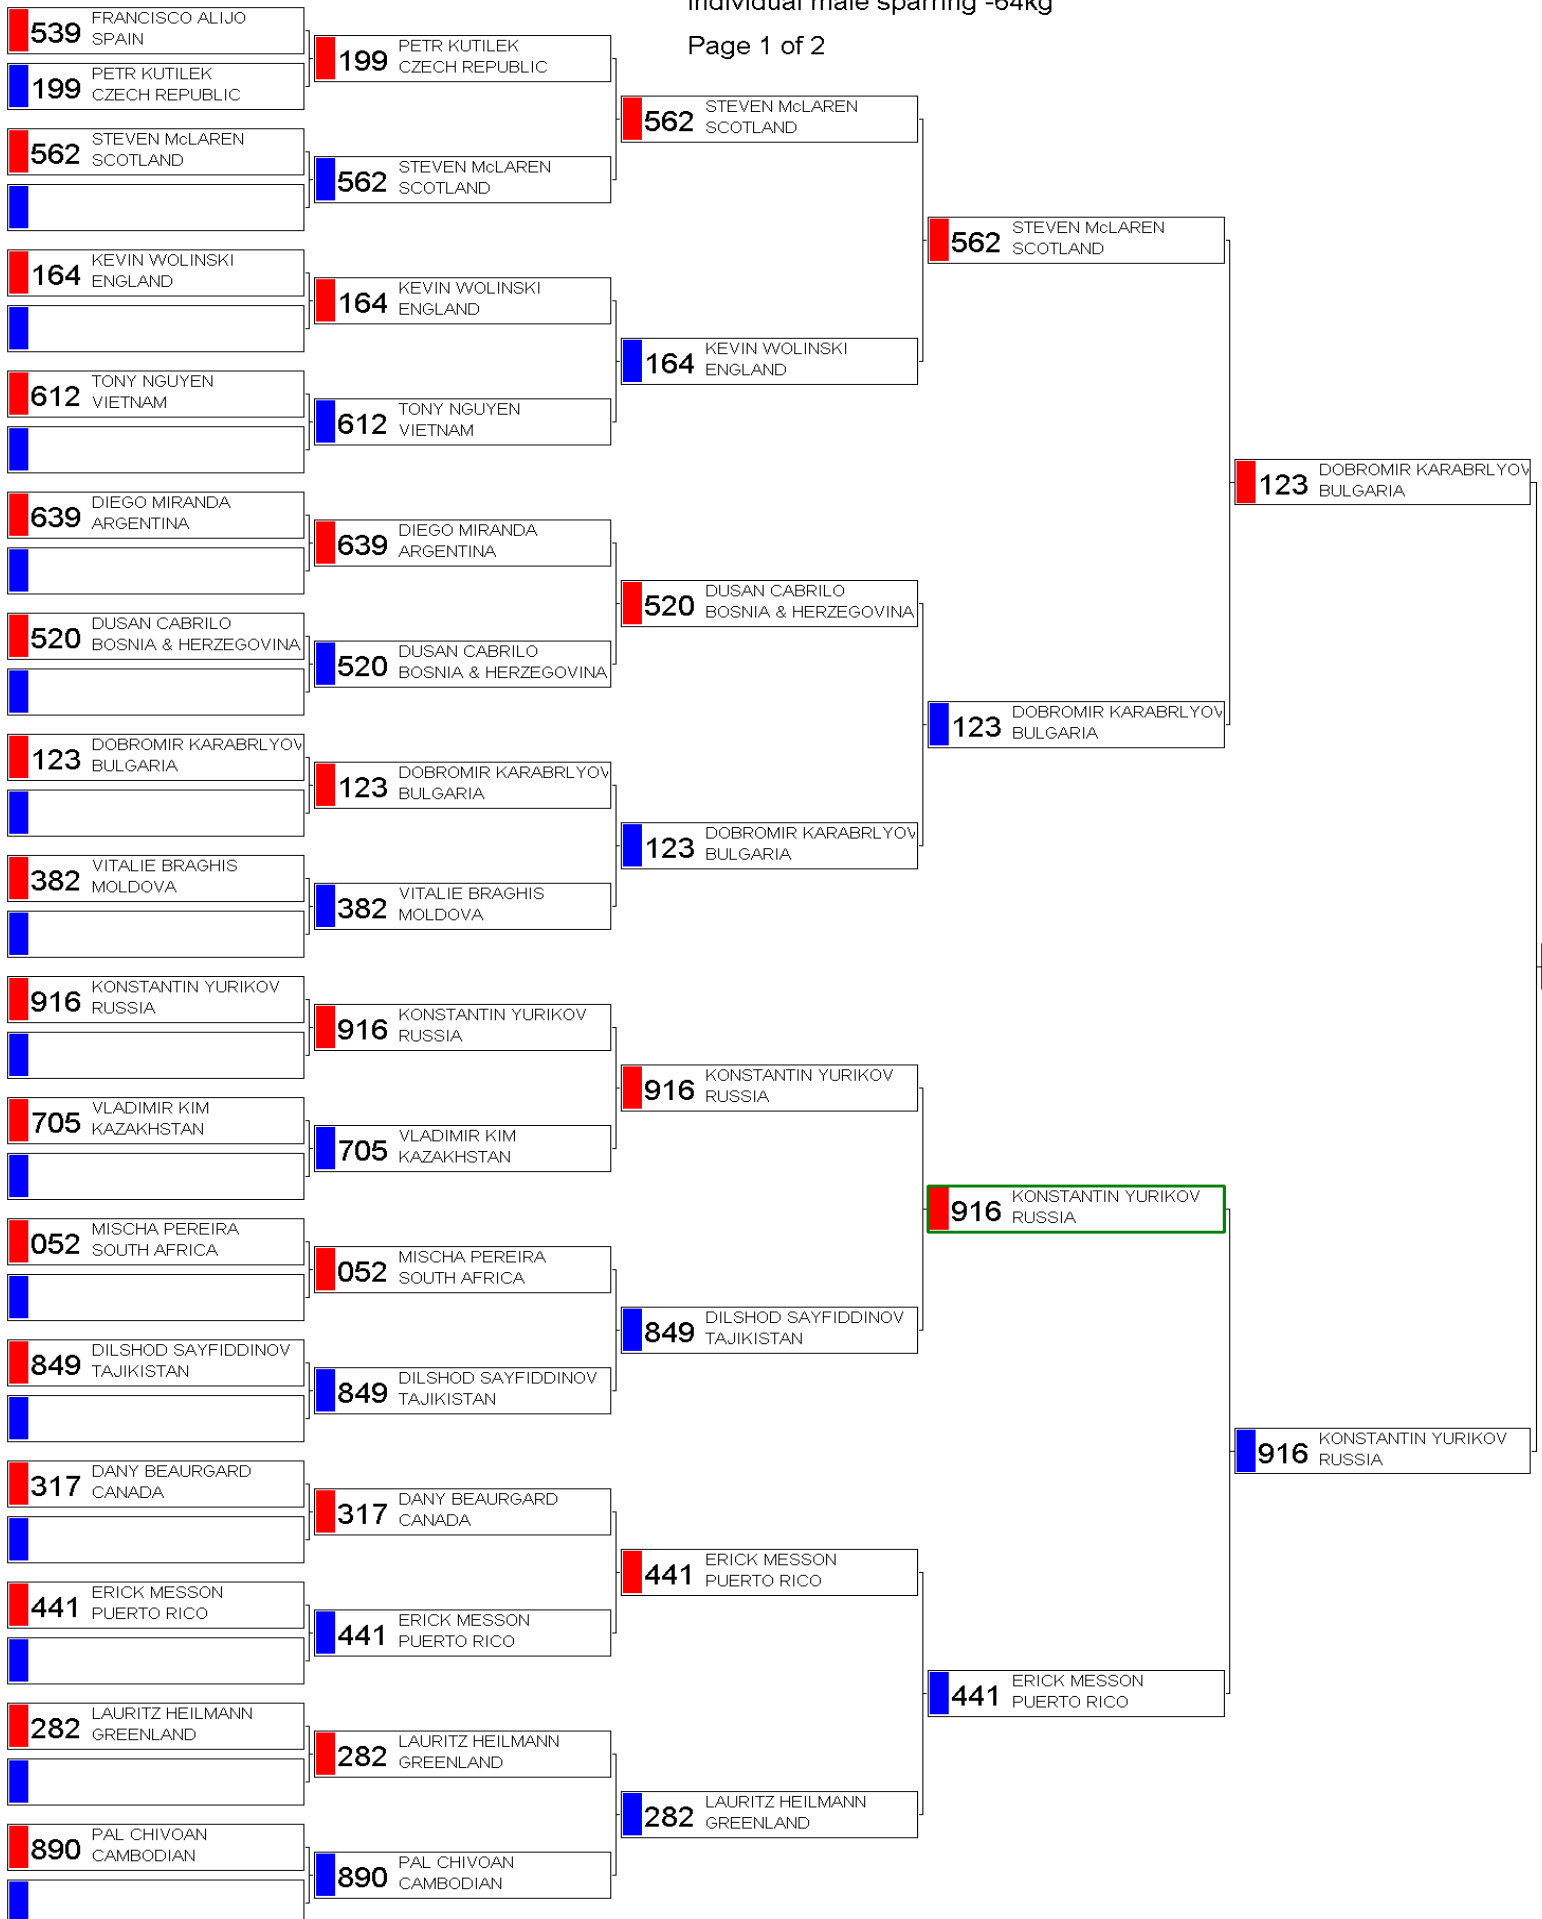 individual male sparring -64kg
Page 1 of 2
539 FRANCISCO ALIJO
SPAIN
199 PETR KUTILEK
CZECH REPUBLIC
562 STEVEN McLAREN
SCOTLAND
164 KEVIN WOLINSKI
ENGLAND
612 TONY NGUYEN
VIETNAM
639 DIEGO MIRANDA
ARGENTINA
520 DUSAN CABRILO
BOSNIA & HERZEGOVINA
123 DOBROMIR KARABRLYOV
BULGARIA
382 VITALIE BRAGHIS
MOLDOVA
916 KONSTANTIN YURIKOV
RUSSIA
705 VLADIMIR KIM
KAZAKHSTAN
052 MISCHA PEREIRA
SOUTH AFRICA
849 DILSHOD SAYFIDDINOV
TAJIKISTAN
317 DANY BEAURGARD
CANADA
441 ERICK MESSON
PUERTO RICO
282 LAURITZ HEILMANN
GREENLAND
890 PAL CHIVOAN
CAMBODIAN
199 PETR KUTILEK
CZECH REPUBLIC
562 STEVEN McLAREN
SCOTLAND
164 KEVIN WOLINSKI
ENGLAND
612 TONY NGUYEN
VIETNAM
639 DIEGO MIRANDA
ARGENTINA
520 DUSAN CABRILO
BOSNIA & HERZEGOVINA
123 DOBROMIR KARABRLYOV
BULGARIA
382 VITALIE BRAGHIS
MOLDOVA
916 KONSTANTIN YURIKOV
RUSSIA
705 VLADIMIR KIM
KAZAKHSTAN
052 MISCHA PEREIRA
SOUTH AFRICA
849 DILSHOD SAYFIDDINOV
TAJIKISTAN
317 DANY BEAURGARD
CANADA
441 ERICK MESSON
PUERTO RICO
282 LAURITZ HEILMANN
GREENLAND
890 PAL CHIVOAN
CAMBODIAN
562 STEVEN McLAREN
SCOTLAND
164 KEVIN WOLINSKI
ENGLAND
520 DUSAN CABRILO
BOSNIA & HERZEGOVINA
123 DOBROMIR KARABRLYOV
BULGARIA
916 KONSTANTIN YURIKOV
RUSSIA
849 DILSHOD SAYFIDDINOV
TAJIKISTAN
441 ERICK MESSON
PUERTO RICO
282 LAURITZ HEILMANN
GREENLAND
562 STEVEN McLAREN
SCOTLAND
123 DOBROMIR KARABRLYOV
BULGARIA
916 KONSTANTIN YURIKOV
RUSSIA
441 ERICK MESSON
PUERTO RICO
123 DOBROMIR KARABRLYOV
BULGARIA
916 KONSTANTIN YURIKOV
RUSSIA